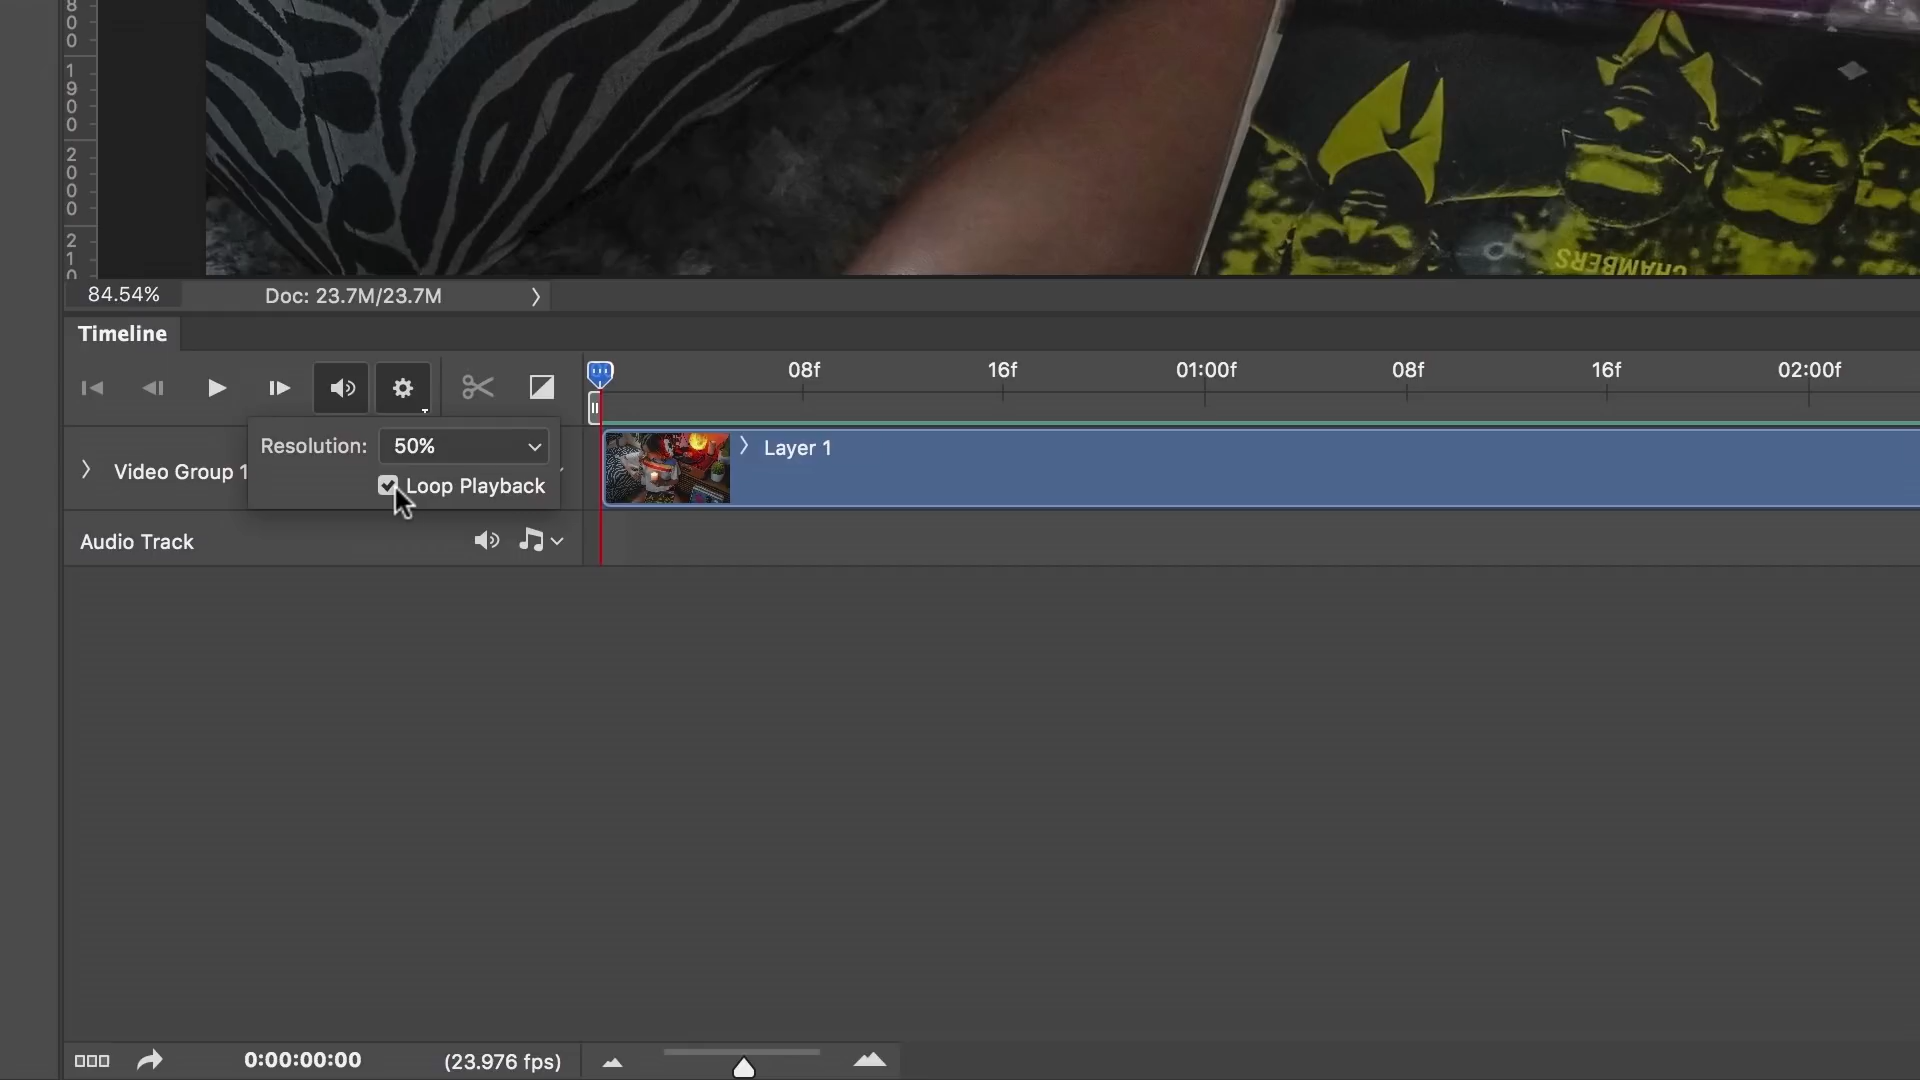 8
0
0
1
9
0
0
2
0
0
0
2
1
CHAMBERS
84.54%
Doc: 23.7M/23.7M
Timeline
08f
16f
01:00f
08f
16f
02:00f
Resolution:
50%
Layer 1
Video Group 1
Loop Playback
Audio Track
0:00:00:00
(23.976 fps)